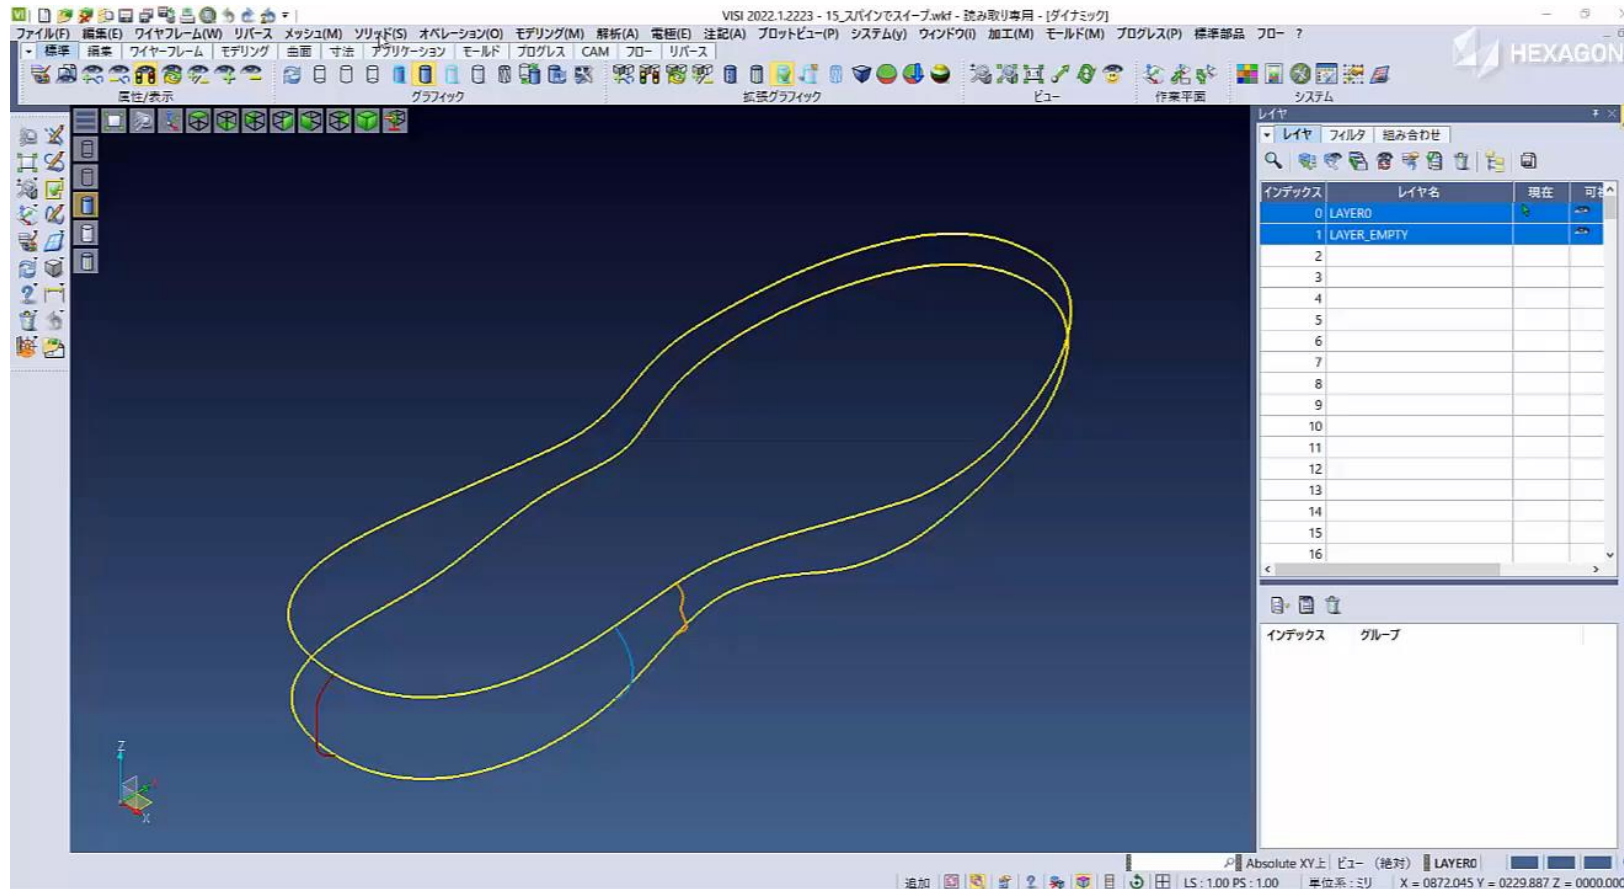 VISI 2022.1.2223 - 15_スパインでスイープ.wkf - 読み取り専用 - [ダイナミック]
ファイル(F) 編集(E) ワイヤフレーム(W) リバース メッシュ(M) ソリッド(S) オペレーション(O) モデリング(M) 解析(A) 電極(E) 注記(A) プロットビュー(P) システム(y) ウィンドウ(i) 加工(M) モールド(M) プログレス(P) 標準部品 フロー ?
標準 編集 ワイヤーフレーム モデリング 曲面 寸法 アプリケーション モールド プログレス CAM フロー リバース
HEXAGON
属性/表示 グラフィック 拡張グラフィック ビュー 作業平面 システム
レイヤ
レイヤ フィルタ 組み合わせ
インデックス レイヤ名 現在 可視
0 LAYER0
1 LAYER_EMPTY
2
3
4
5
6
7
8
9
10
11
12
13
14
15
16
インデックス グループ
Z
X
Absolute XY上 ビュー (絶対) LAYER0
追加 LS : 1.00 PS : 1.00 単位系 : ミリ X = 0872.045 Y = 0229.887 Z = 0000.00